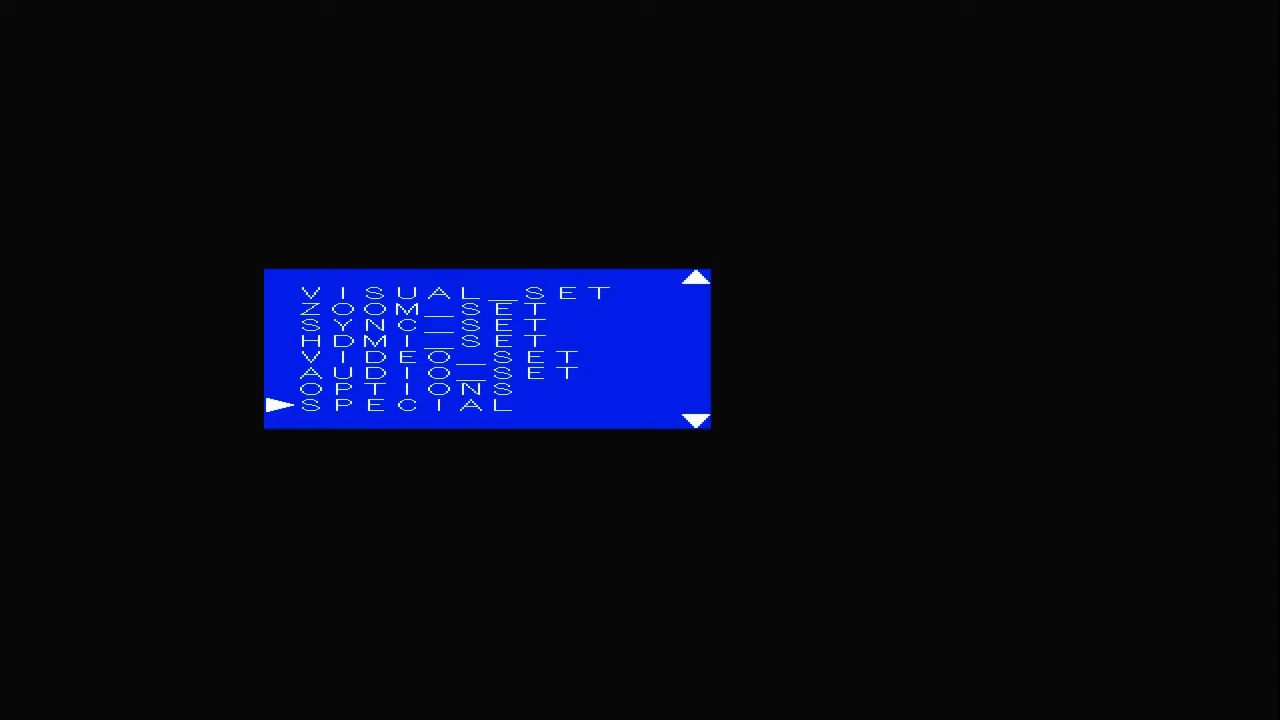 VISUAL_SET
ZOOM_SET
SYNC_SET
HDMI_SET
VIDEO_SET
AUDIO_SET
OPTIONS
SPECIAL